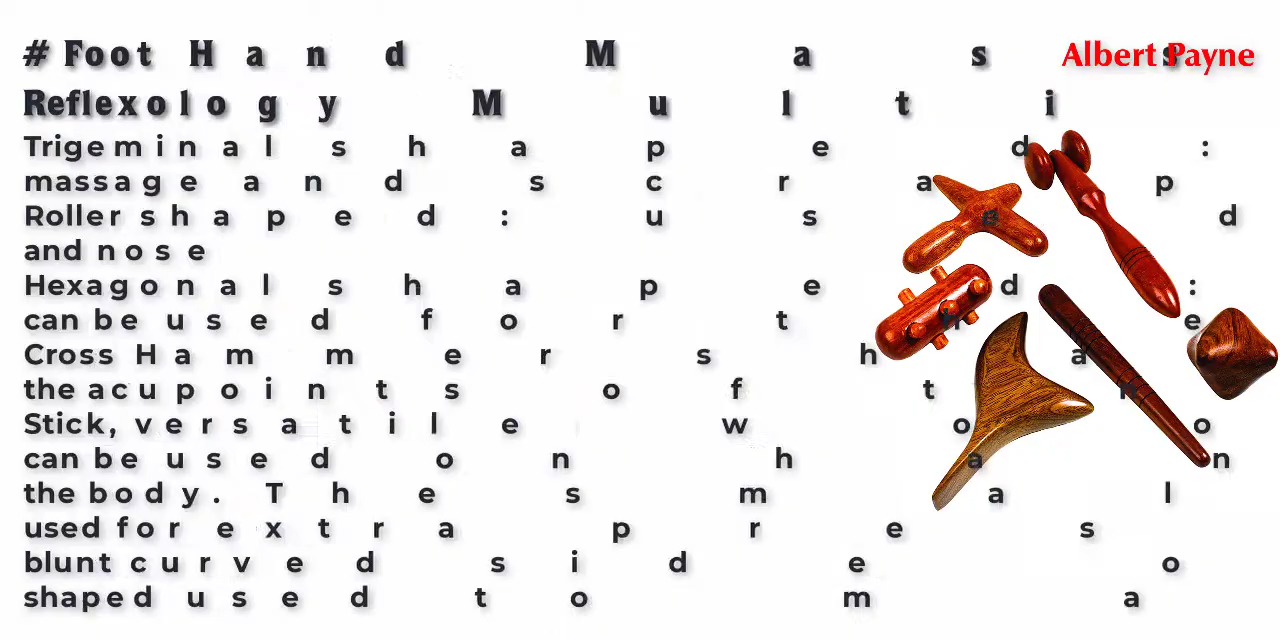 # Foot Hand Mass
Albert Payne
Reflexology Multi
Trigeminal shaped :
massage and scrap
Roller shaped : used
and nose
Hexagonal shaped :
can be used for the
Cross Hammer sha
the acupoints of t
Stick, versatile wo
can be used on ha
the body. The smal
used for extra pres
blunt curved side o
shaped used to ma